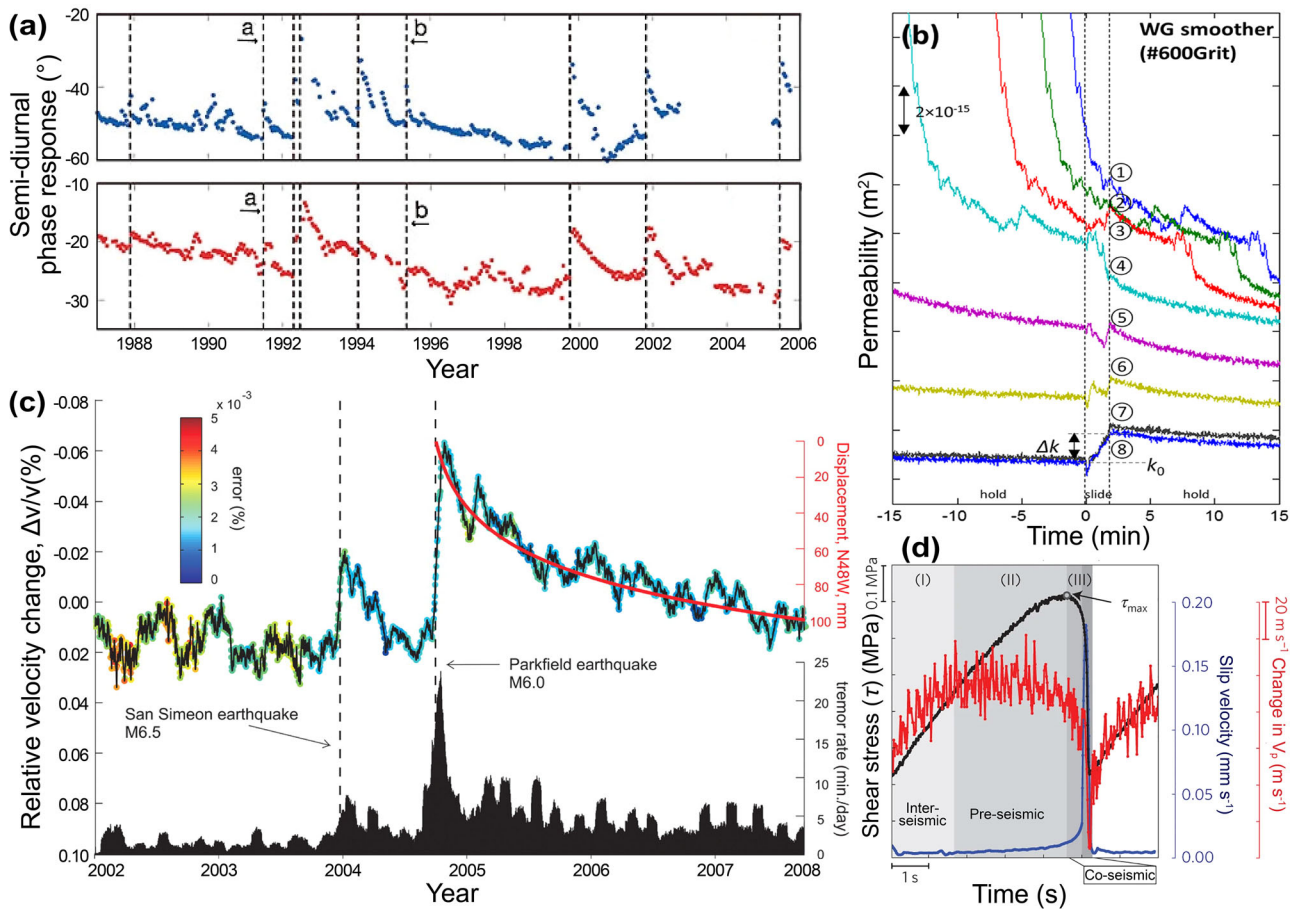 (a)
Semi-diurnal
phase response (°)
-20
-40
-60
a
b
-10
-20
-30
a
b
1988
1990
1992
1994
1996
1998
2000
2002
2004
2006
Year
(b)
WG smoother
(#600Grit)
2×10-15
Permeability (m2)
①
②
③
④
⑤
⑥
⑦
⑧
Δk
k0
hold
slide
hold
-15
-10
-5
0
5
10
15
Time (min)
(c)
Relative velocity change, Δv/v(%)
-0.08
-0.06
-0.04
-0.02
0.00
0.02
0.04
0.06
0.08
0.10
x 10-3
5
4
3
2
1
0
error (%)
San Simeon earthquake
M6.5
Parkfield earthquake
M6.0
0
20
40
60
80
100
Displacement, N48W, mm
25
20
15
10
5
0
tremor rate (min./day)
2002
2003
2004
2005
2006
2007
2008
Year
(d)
Shear stress (τ) (MPa)
0.1MPa
(I)
(II)
(III)
τmax
Inter-
seismic
Pre-seismic
Co-seismic
1 s
Time (s)
0.20
0.15
0.10
0.05
0.00
Slip velocity (mm s-1)
20 m s-1
Change in Vp (m s-1)